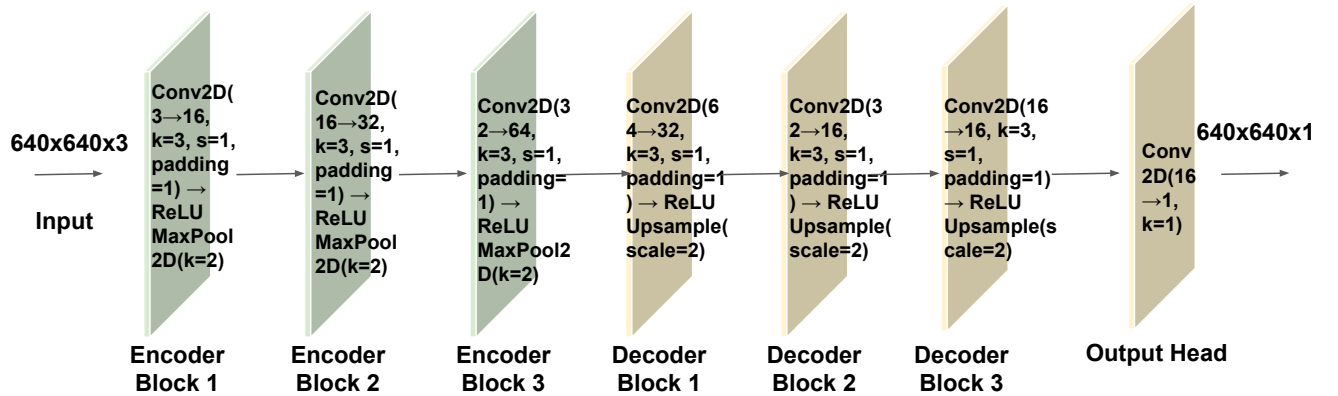 640x640x3
Input
Conv2D(
3→16,
k=3, s=1,
padding
=1) →
ReLU
MaxPool
2D(k=2)
Encoder
Block 1
Conv2D(
16→32,
k=3, s=1,
padding
=1) →
ReLU
MaxPool
2D(k=2)
Encoder
Block 2
Conv2D(3
2→64,
k=3, s=1,
padding=
1) →
ReLU
MaxPool2
D(k=2)
Encoder
Block 3
Conv2D(6
4→32,
k=3, s=1,
padding=1
) → ReLU
Upsample(
scale=2)
Decoder
Block 1
Conv2D(3
2→16,
k=3, s=1,
padding=1
) → ReLU
Upsample(
scale=2)
Decoder
Block 2
Conv2D(16
→16, k=3,
s=1,
padding=1)
→ ReLU
Upsample(s
cale=2)
Decoder
Block 3
Conv
2D(16
→1,
k=1)
Output Head
640x640x1